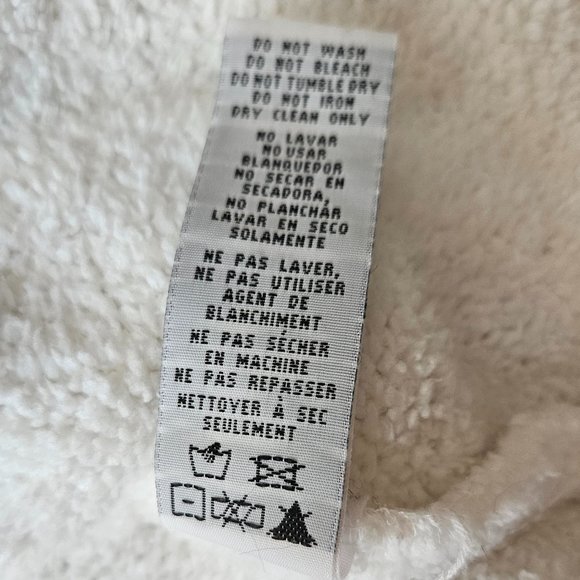 DO NOT WASH
DO NOT BLEACH
DO NOT TUMBLE DRY
DO NOT IRON
DRY CLEAN ONLY
NO LAVAR
NO USAR
BLANQUEDOR
NO SECAR EN
SECADORA,
NO PLANCHAR
LAVAR EN SECO
SOLAMENTE
NE PAS LAVER,
NE PAS UTILISER
AGENT DE
BLANCHIMENT
NE PAS SÉCHER
EN MACHINE
NE PAS REPASSER
NETTOYER À SEC
SEULEMENT